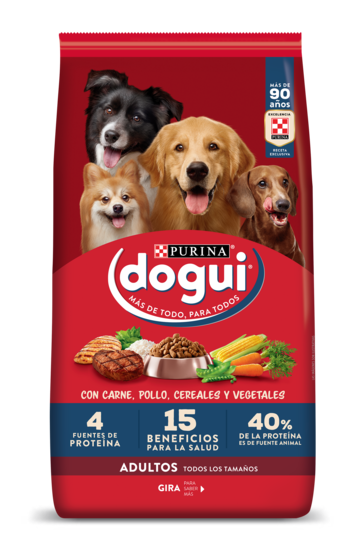 MÁS DE
90
años
EXCELENCIA
PURINA
RECETA
EXCLUSIVA
PURINA®
dogui®
MÁS DE TODO, PARA TODOS
CON CARNE, POLLO, CEREALES Y VEGETALES
4
FUENTES DE
PROTEÍNA
15
BENEFICIOS
PARA LA SALUD
40%
DE LA PROTEÍNA
ES DE FUENTE ANIMAL
ADULTOS TODOS LOS TAMAÑOS
GIRA PARA
SABER
MÁS